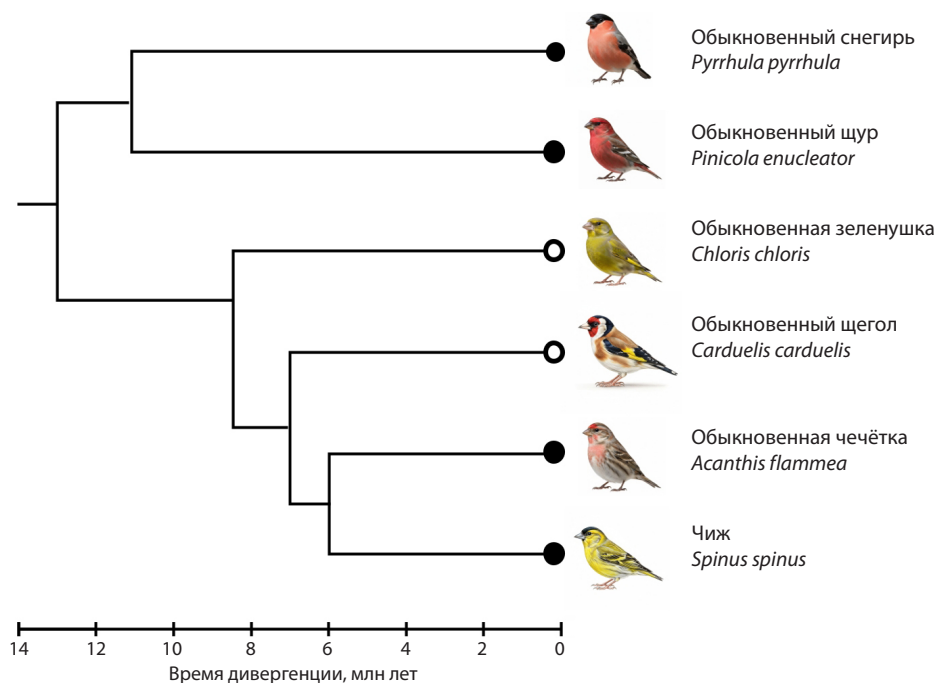 Обыкновенный снегирь
Pyrrhula pyrrhula
Обыкновенный щур
Pinicola enucleator
Обыкновенная зеленушка
Chloris chloris
Обыкновенный щегол
Carduelis carduelis
Обыкновенная чечётка
Acanthis flammea
Чиж
Spinus spinus
14 12 10 8 6 4 2 0
Время дивергенции, млн лет